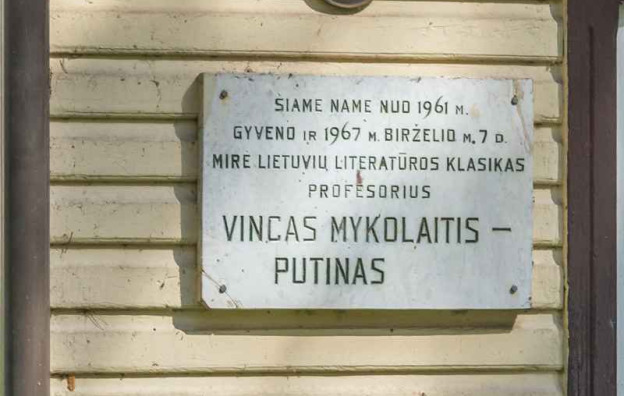 ŠIAME NAME NUO 1961 M.
GYVENO IR 1967 M. BIRŽELIO M. 7 D.
MIRĖ LIETUVIŲ LITERATŪROS KLASIKAS
PROFESORIUS
VINCAS MYKOLAITIS –
PUTINAS